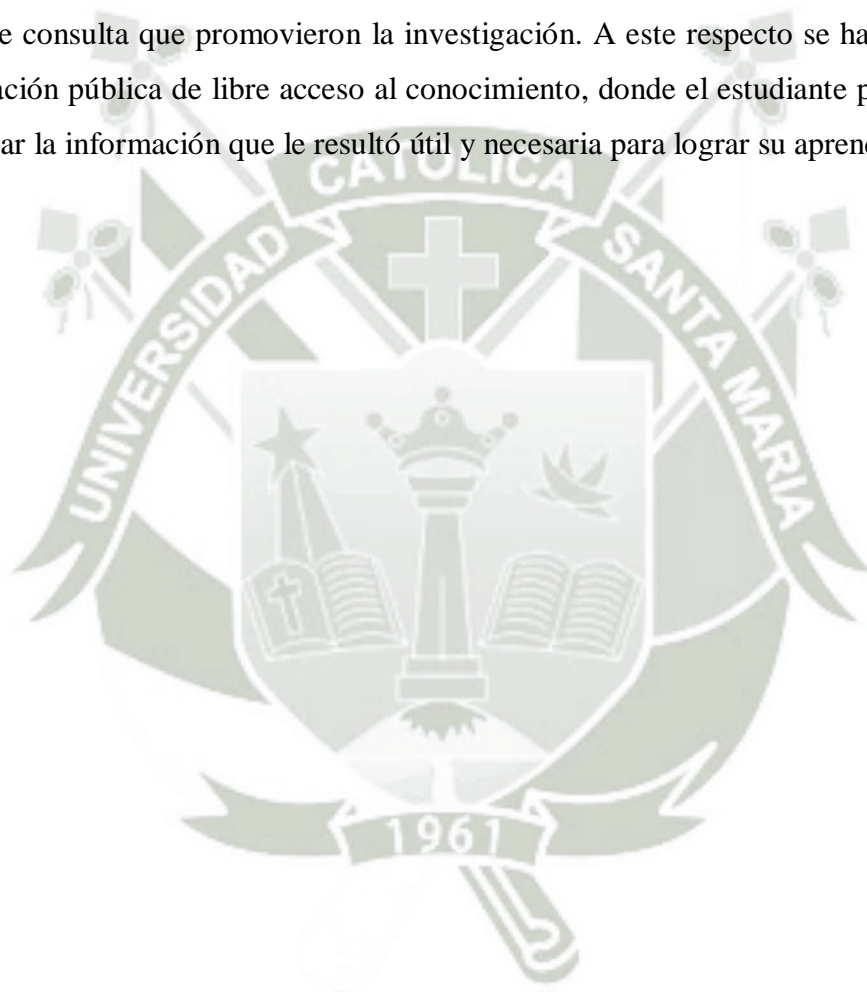 e consulta que promovieron la investigación. A este respecto se ha
ación pública de libre acceso al conocimiento, donde el estudiante p
ar la información que le resultó útil y necesaria para lograr su apren
CATOLICA
UNIVERSIDAD
SANTA MARIA
1961